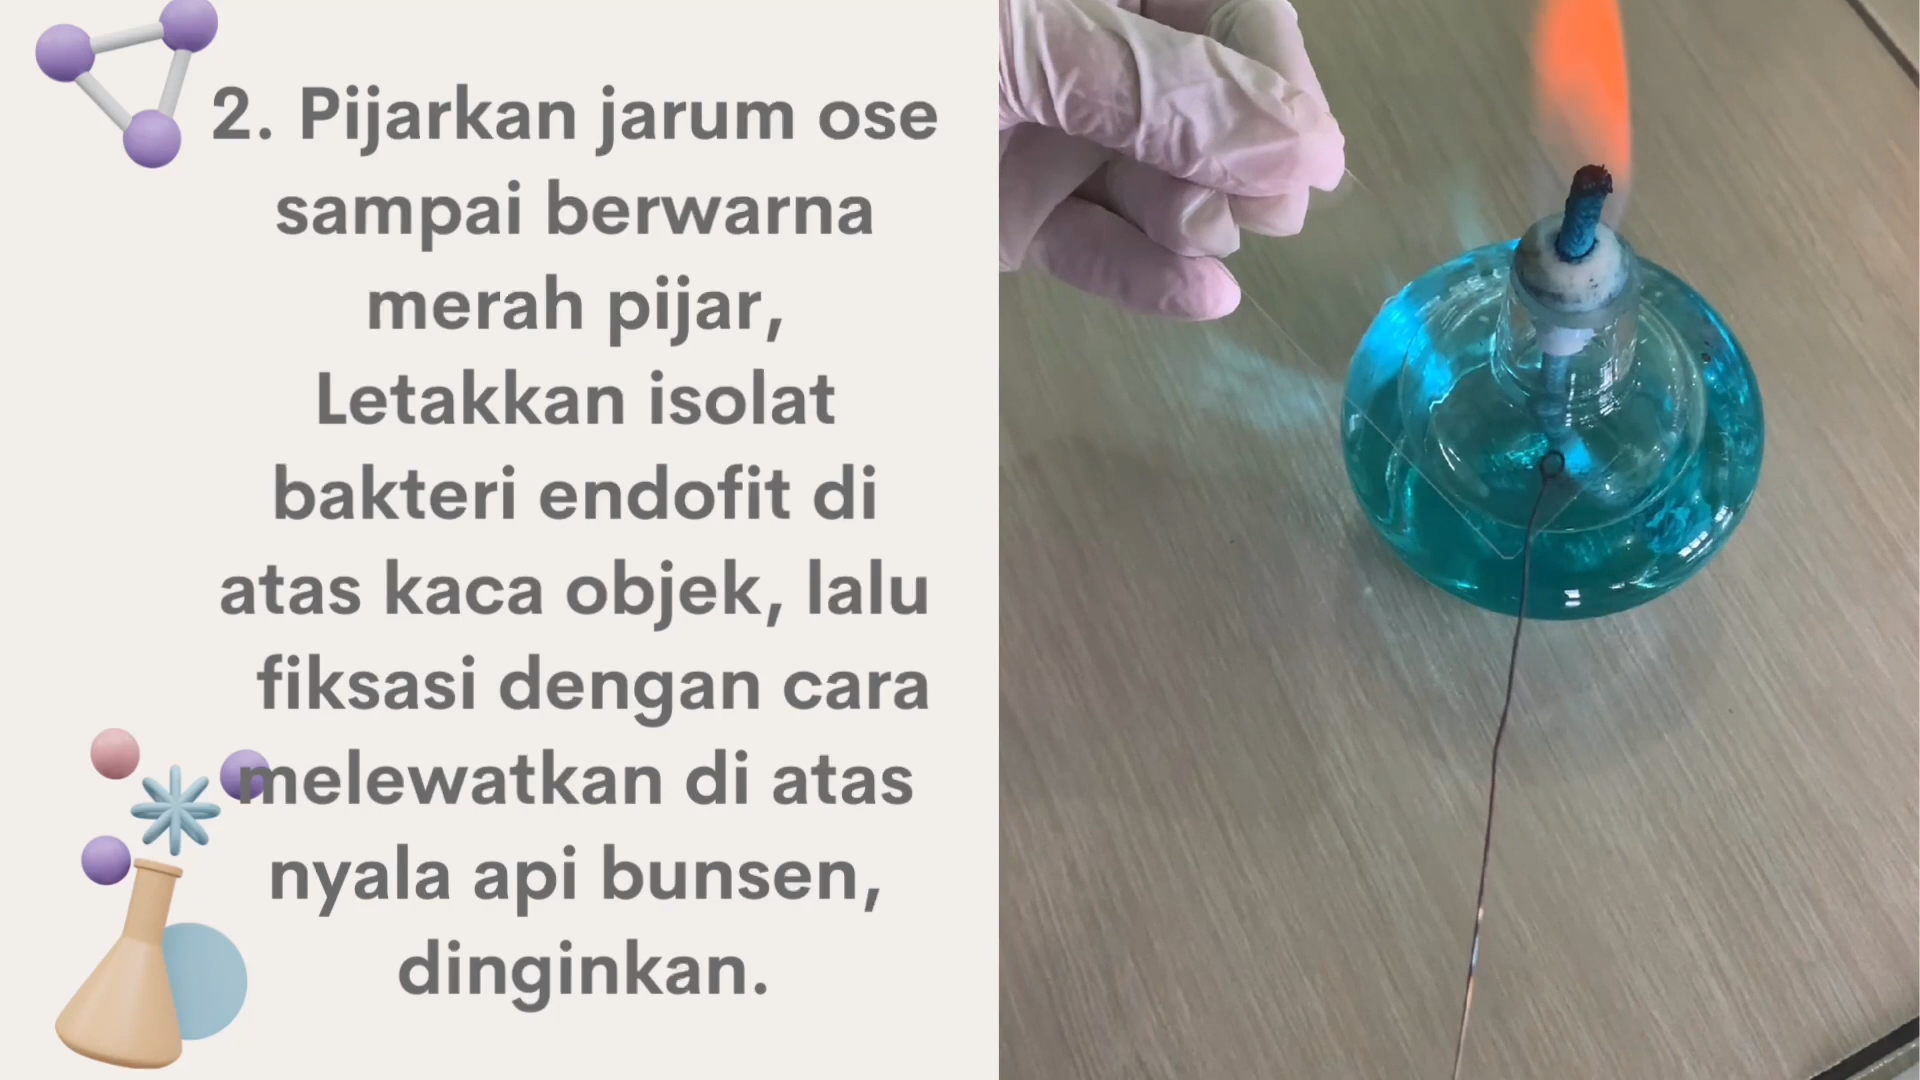 2. Pijarkan jarum ose
sampai berwarna
merah pijar,
Letakkan isolat
bakteri endofit di
atas kaca objek, lalu
fiksasi dengan cara
melewatkan di atas
nyala api bunsen,
dinginkan.